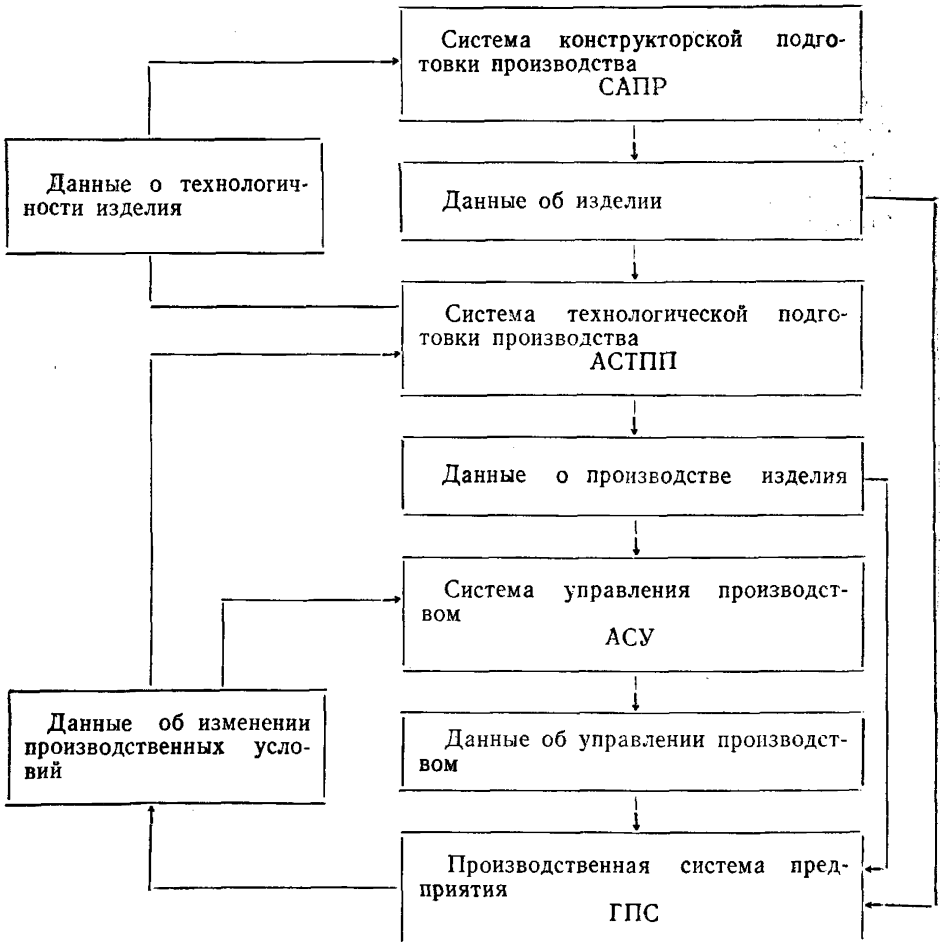 Система конструкторской подго-
товки производства
САПР
Данные о технологич-
ности изделия
Данные об изделии
Система технологической подго-
товки производства
АСТПП
Данные о производстве изделия
Система управления производст-
вом
АСУ
Данные об изменении
производственных усло-
вий
Данные об управлении производст-
вом
Производственная система пред-
приятия
ГПС